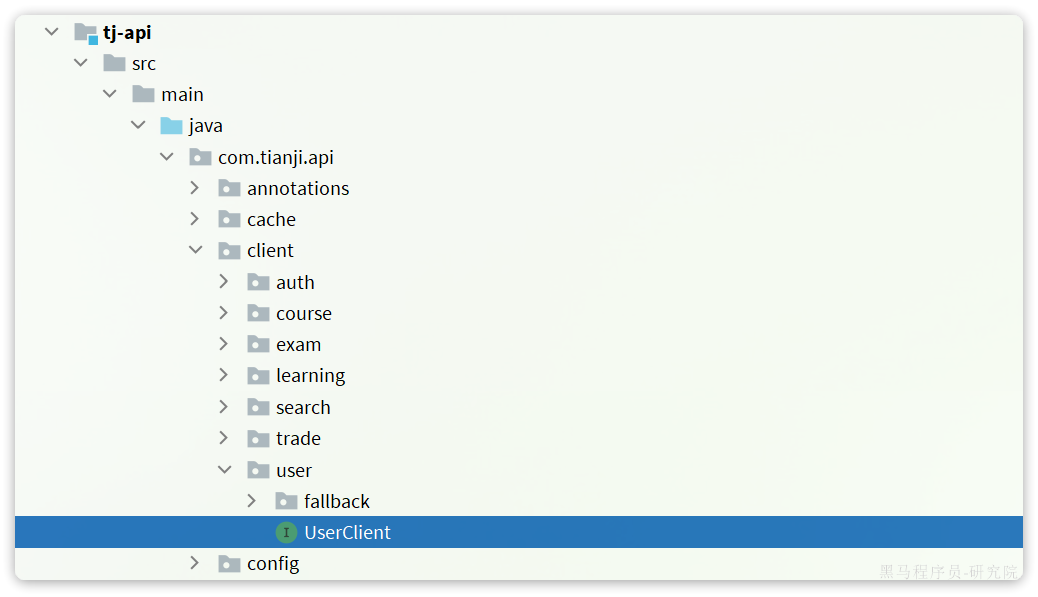 tj-api
src
main
java
com.tianji.api
annotations
cache
client
auth
course
exam
learning
search
trade
user
fallback
I UserClient
config
黑马程序员-研究院